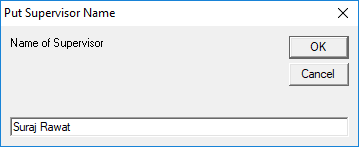 Put Supervisor Name
Name of Supervisor
OK
Cancel
Suraj Rawat